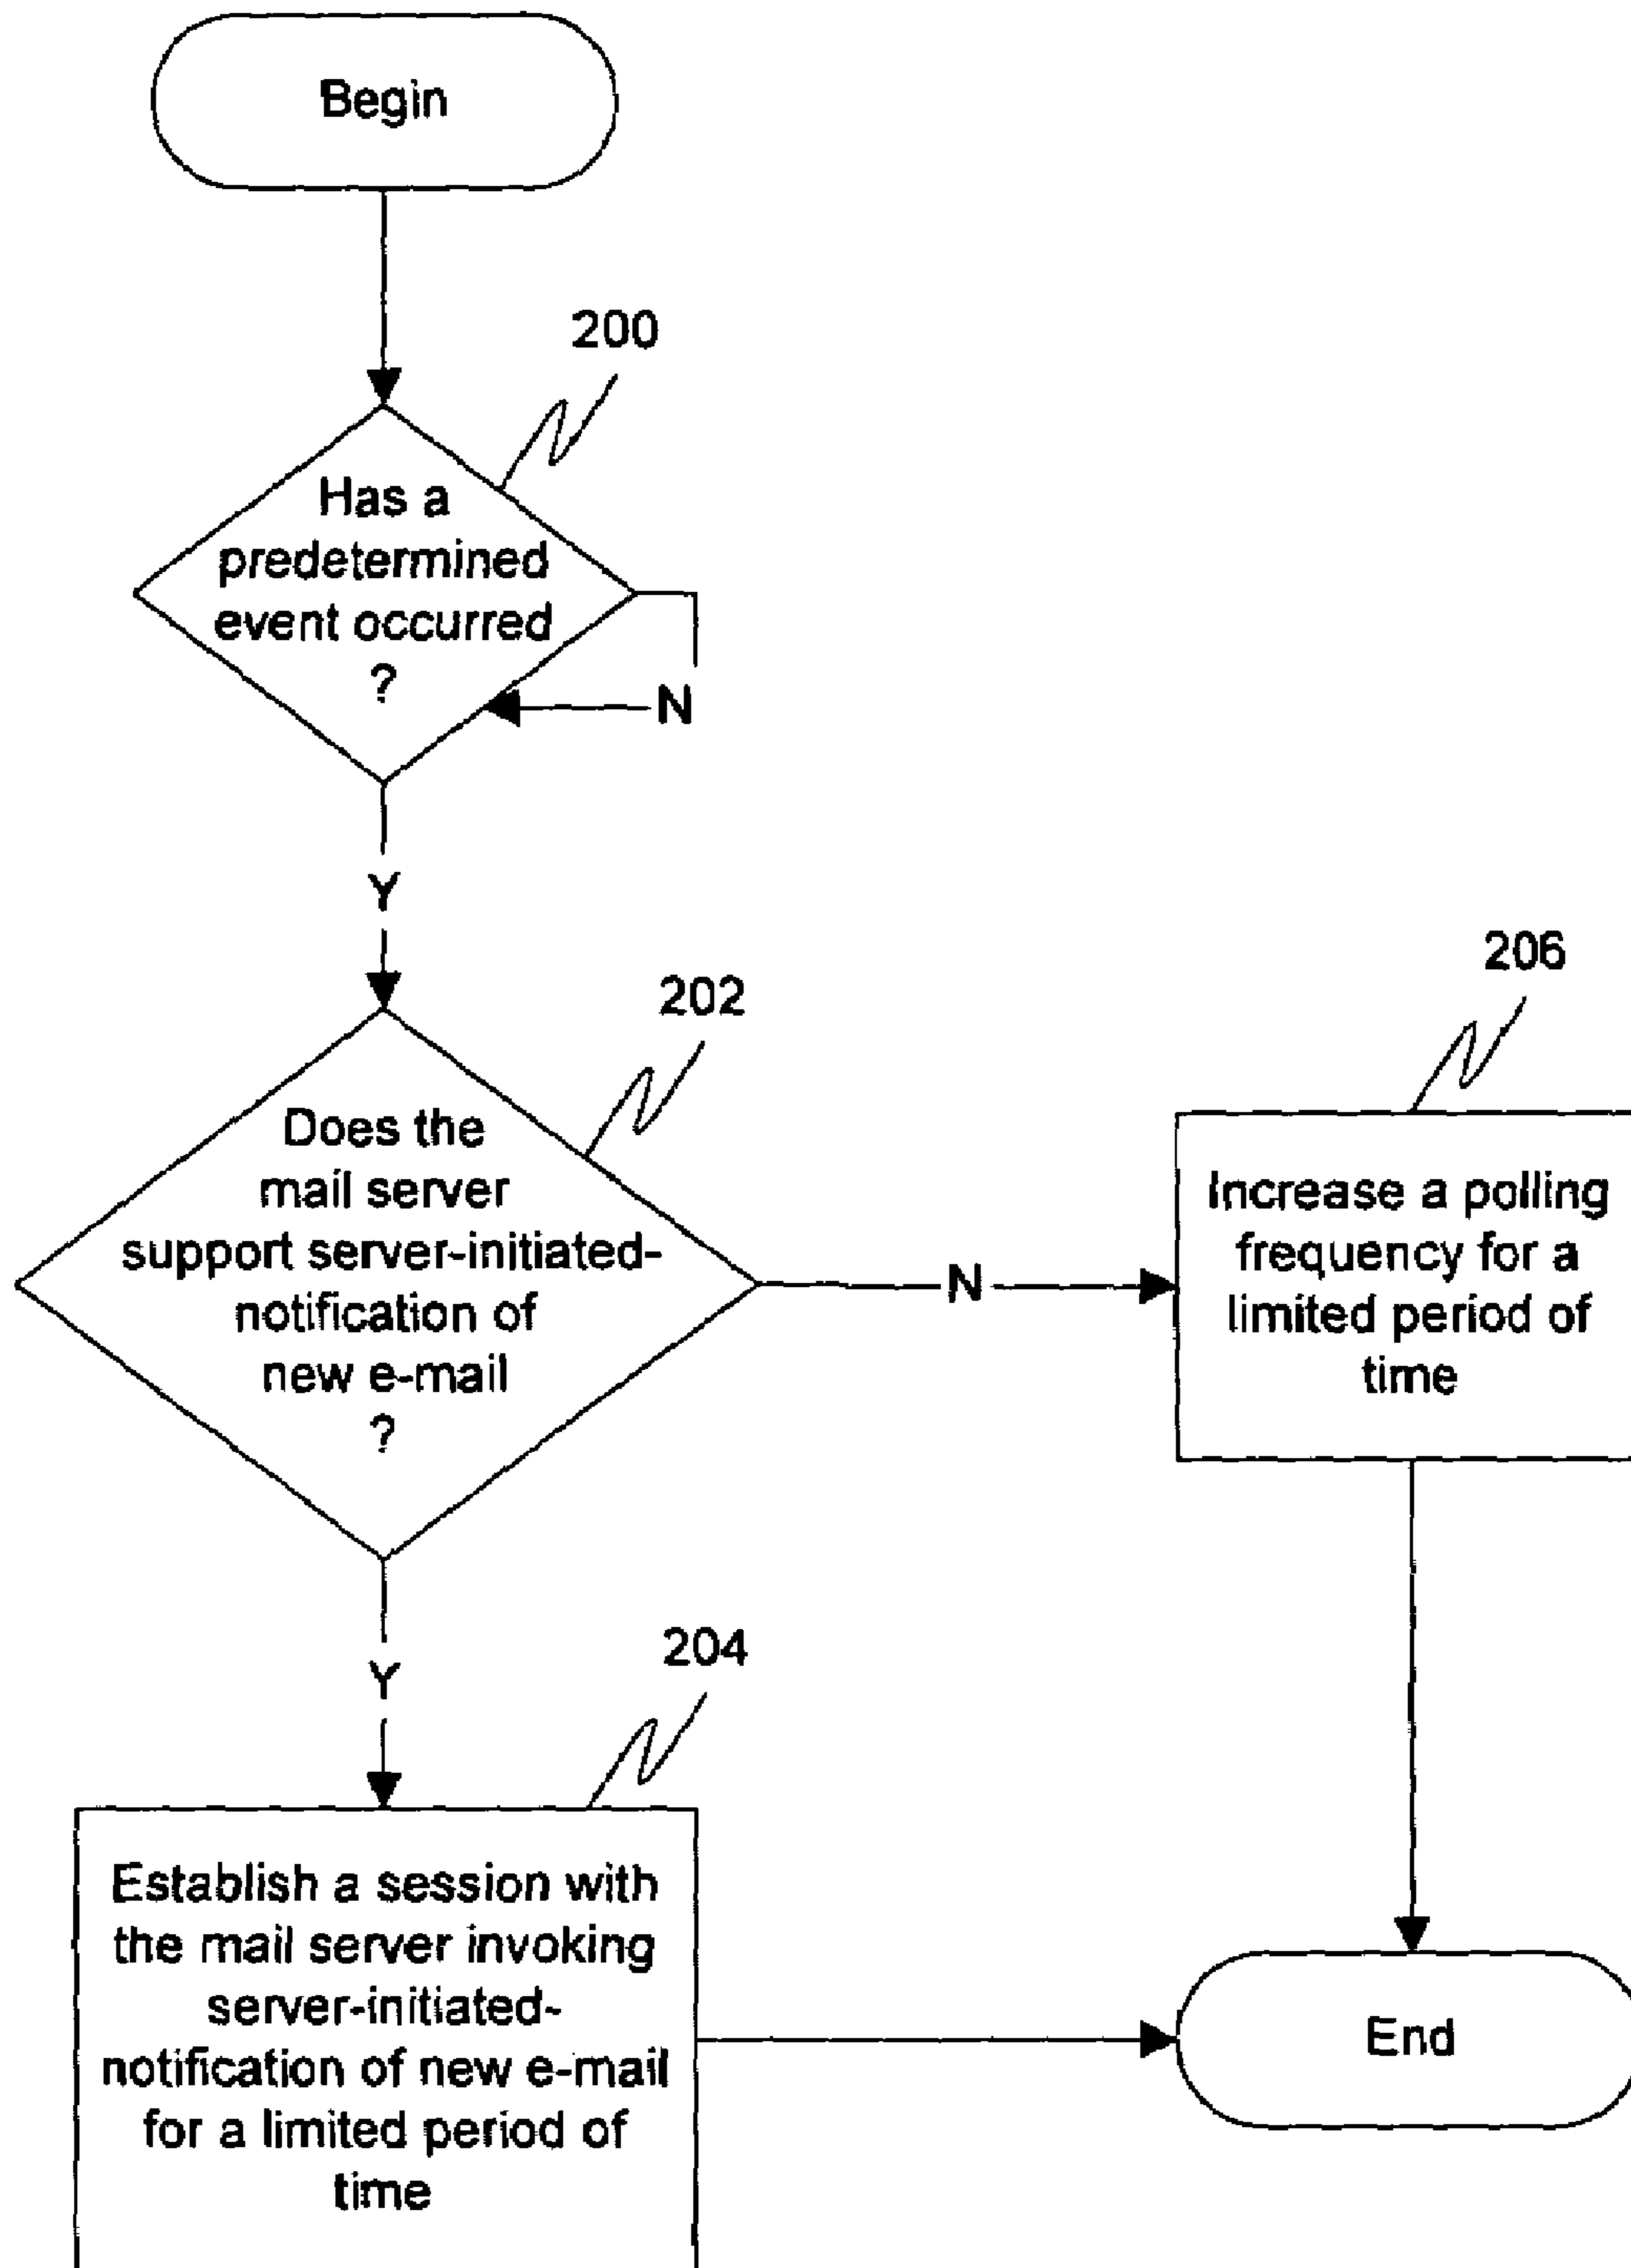 Begin
200
Has a
predetermined
event occurred
?
N
Y
202
Does the
mail server
support server-initiated-
notification of
new e-mail
?
N
206
Increase a polling
frequency for a
limited period of
time
Y
204
Establish a session with
the mail server invoking
server-initiated-
notification of new e-mail
for a limited period of
time
End